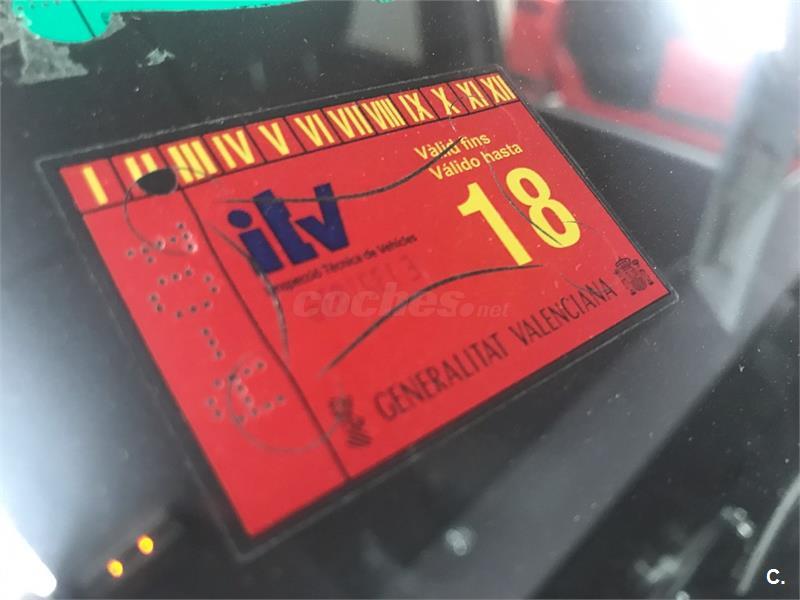 I II III IV V VI VII VIII IX X XI XII
Vàlid fins
Válido hasta
18
itv
Inspecció Tècnica de Vehicles
coches.net
GENERALITAT VALENCIANA
C.